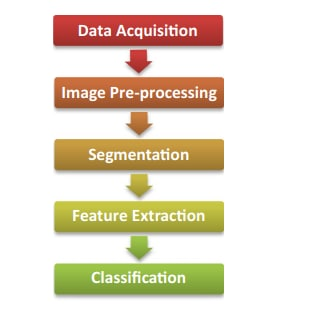 Data Acquisition
Image Pre-processing
Segmentation
Feature Extraction
Classification